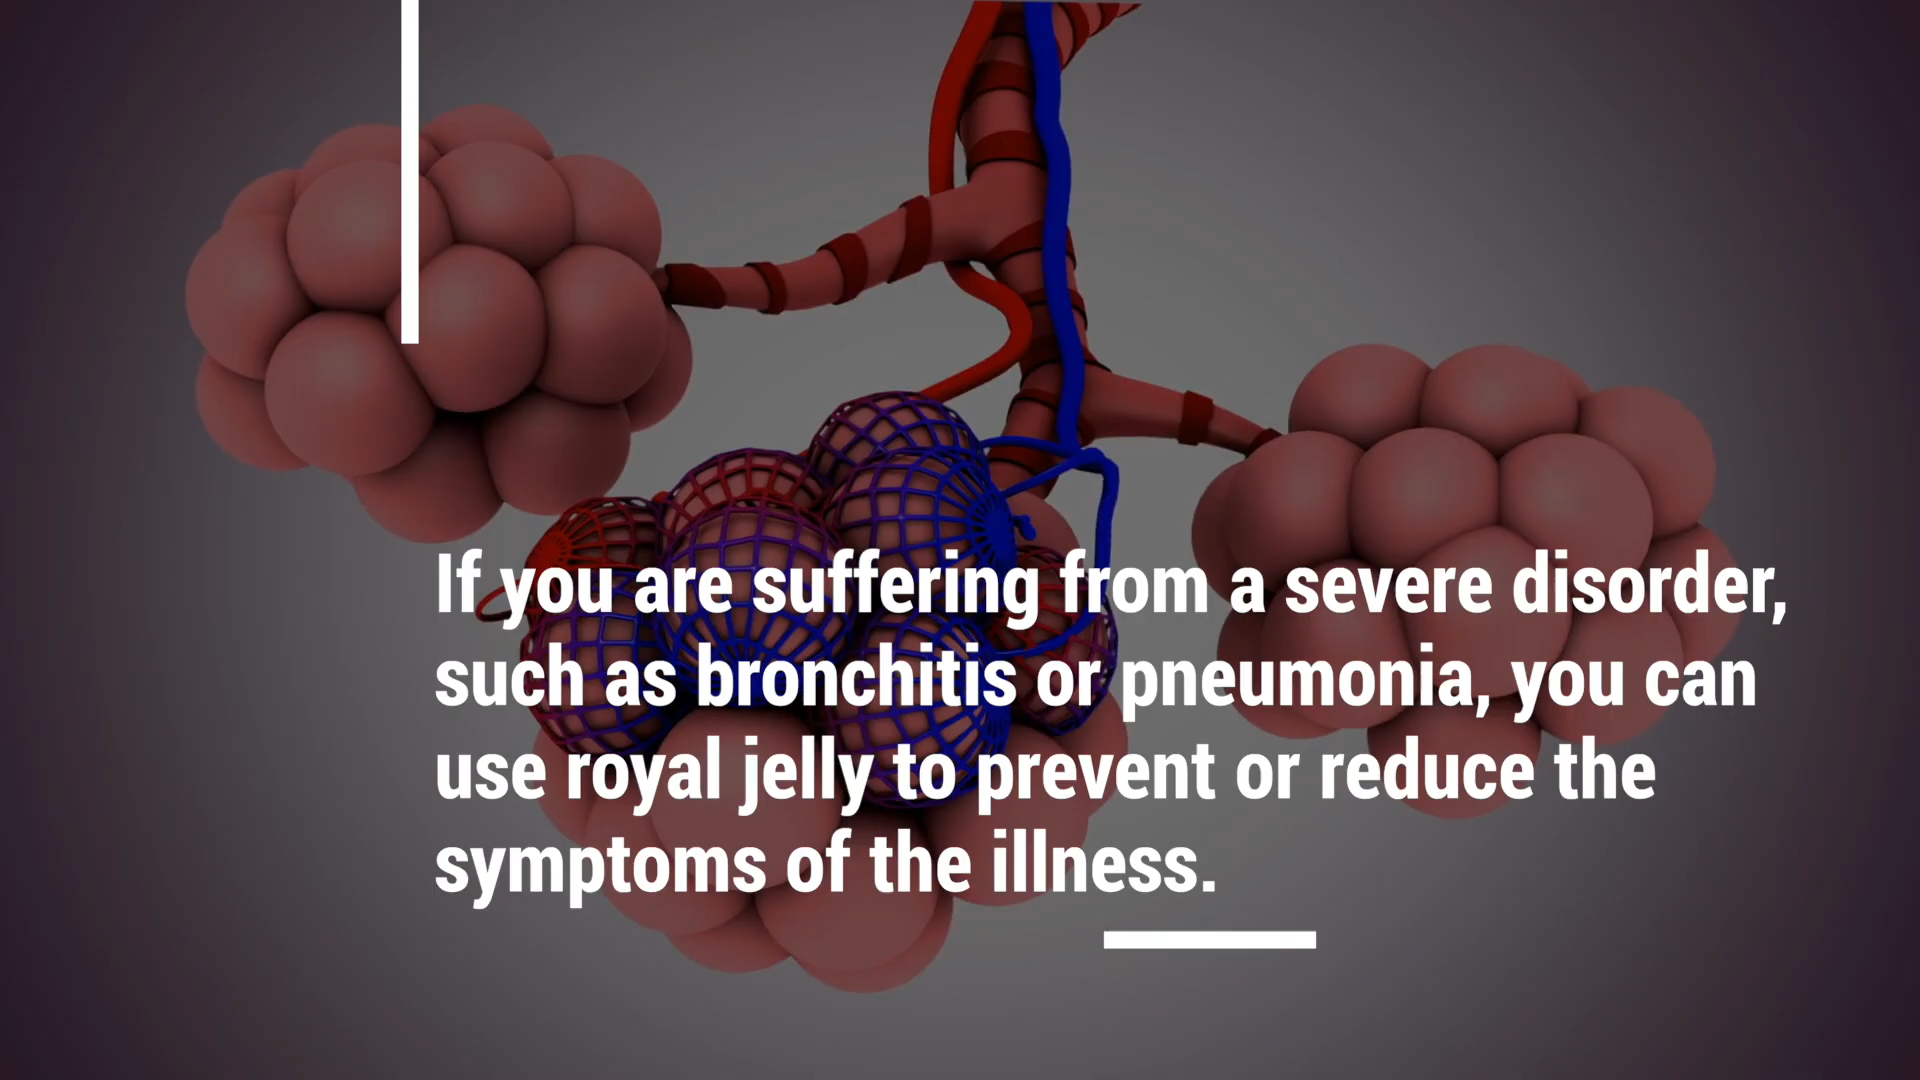 If you are suffering from a severe disorder,
such as bronchitis or pneumonia, you can
use royal jelly to prevent or reduce the
symptoms of the illness.